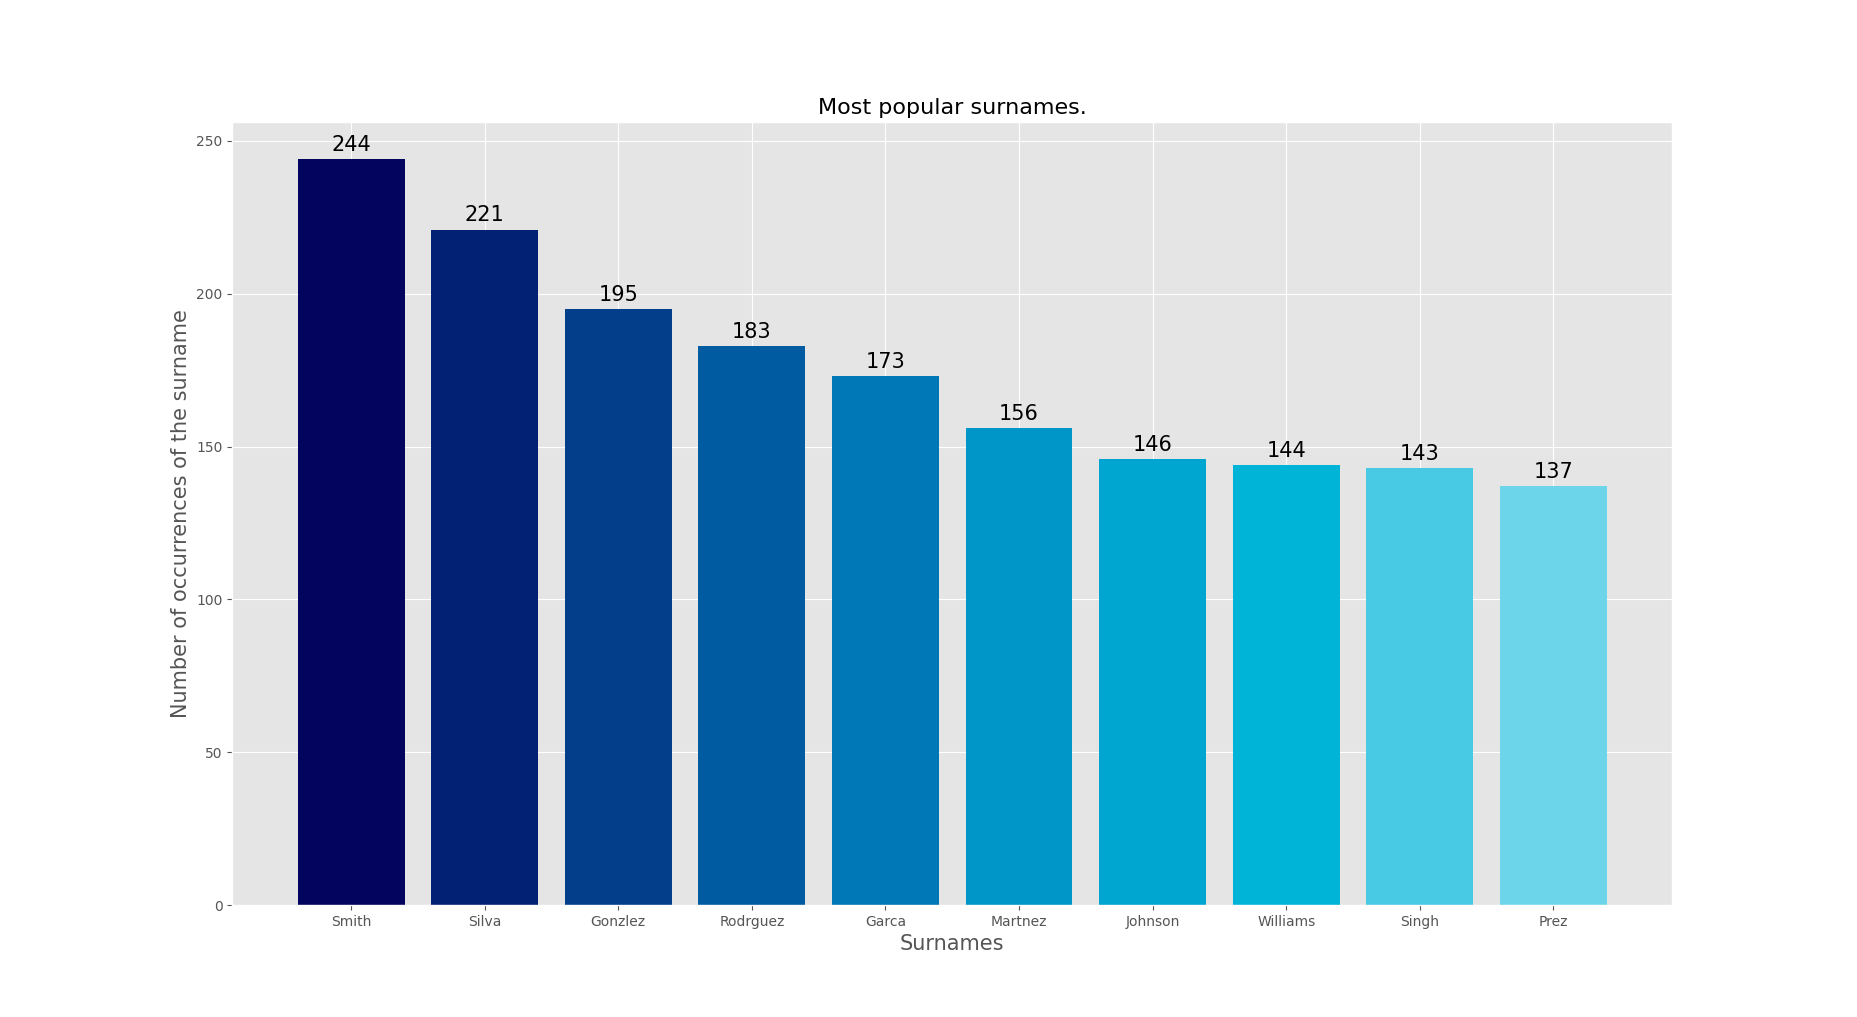 Most popular surnames.
250
200
150
100
50
0
Number of occurrences of the surname
244
221
195
183
173
156
146
144
143
137
Smith
Silva
Gonzlez
Rodrguez
Garca
Martnez
Johnson
Williams
Singh
Prez
Surnames